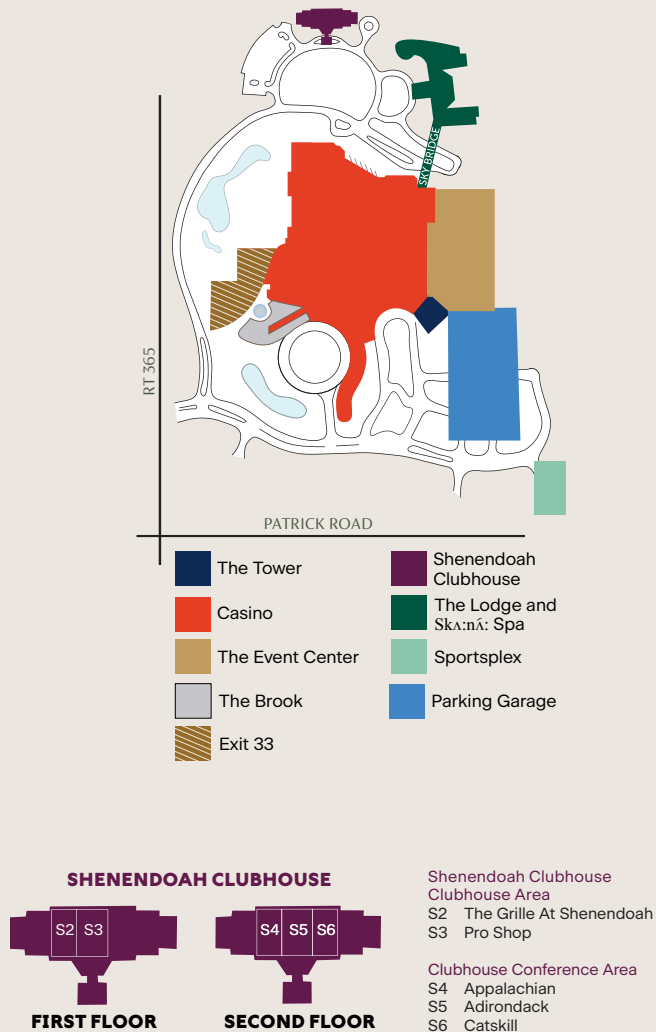 SKY BRIDGE
RT 365
PATRICK ROAD
The Tower
Casino
The Event Center
The Brook
Exit 33
Shenendoah
Clubhouse
The Lodge and
Skʌ:nʌ́: Spa
Sportsplex
Parking Garage
SHENENDOAH CLUBHOUSE
S2 S3
FIRST FLOOR
S4 S5 S6
SECOND FLOOR
Shenendoah Clubhouse
Clubhouse Area
S2 The Grille At Shenendoah
S3 Pro Shop
Clubhouse Conference Area
S4 Appalachian
S5 Adirondack
S6 Catskill